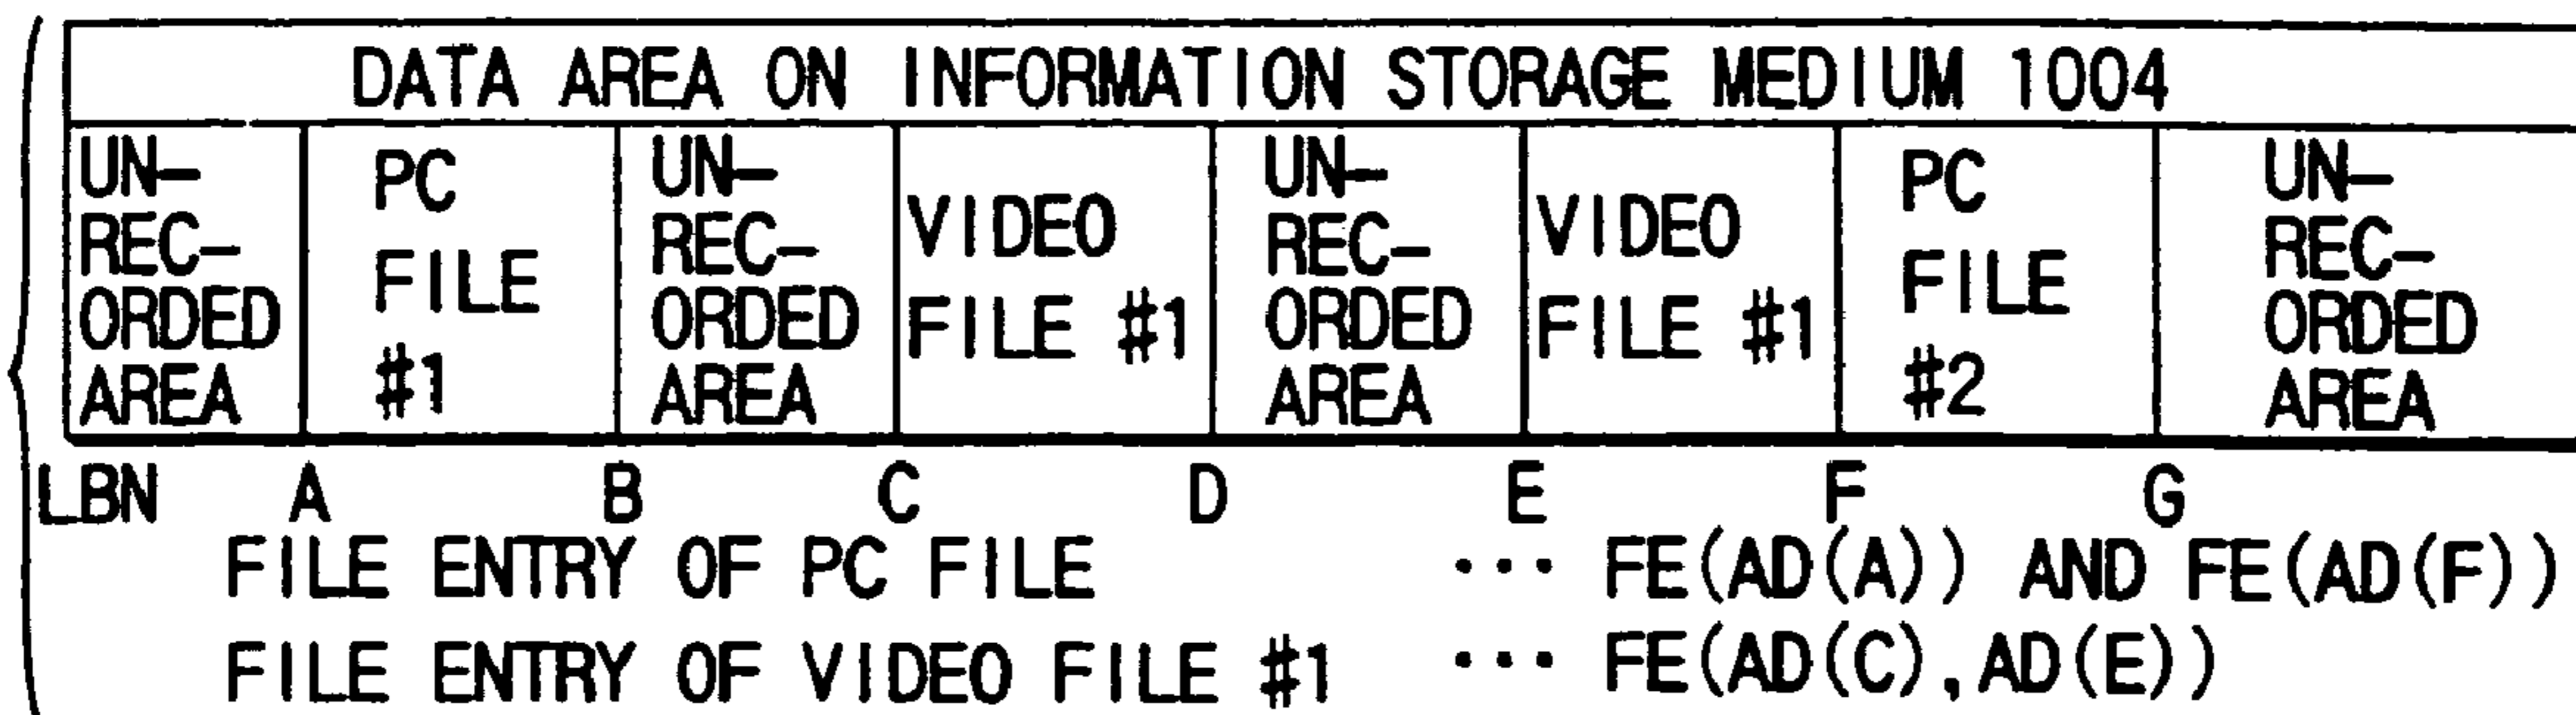 DATA AREA ON INFORMATION STORAGE MEDIUM 1004
UN-
REC-
ORDED
AREA
PC
FILE
#1
UN-
REC-
ORDED
AREA
VIDEO
FILE #1
UN-
REC-
ORDED
AREA
VIDEO
FILE #1
PC
FILE
#2
UN-
REC-
ORDED
AREA
LBN A B C D E F G
FILE ENTRY OF PC FILE ··· FE(AD(A)) AND FE(AD(F))
FILE ENTRY OF VIDEO FILE #1 ··· FE(AD(C),AD(E))